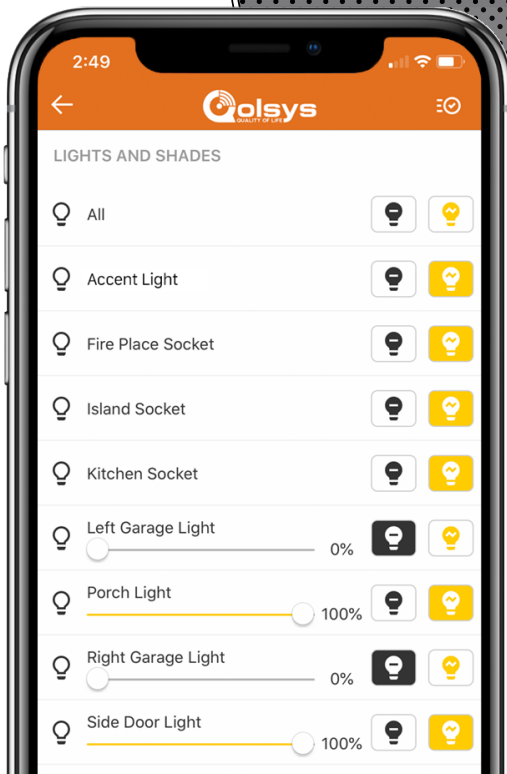 2:49
Qolsys
QUALITY OF LIFE
LIGHTS AND SHADES
All
Accent Light
Fire Place Socket
Island Socket
Kitchen Socket
Left Garage Light
0%
Porch Light
100%
Right Garage Light
0%
Side Door Light
100%